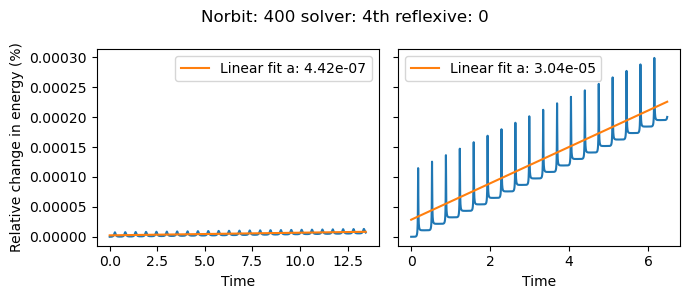 Norbit: 400 solver: 4th reflexive: 0
Relative change in energy (%)
0.00030
0.00025
0.00020
0.00015
0.00010
0.00005
0.00000
Linear fit a: 4.42e-07
0.0 2.5 5.0 7.5 10.0 12.5
Time
Linear fit a: 3.04e-05
0 2 4 6
Time